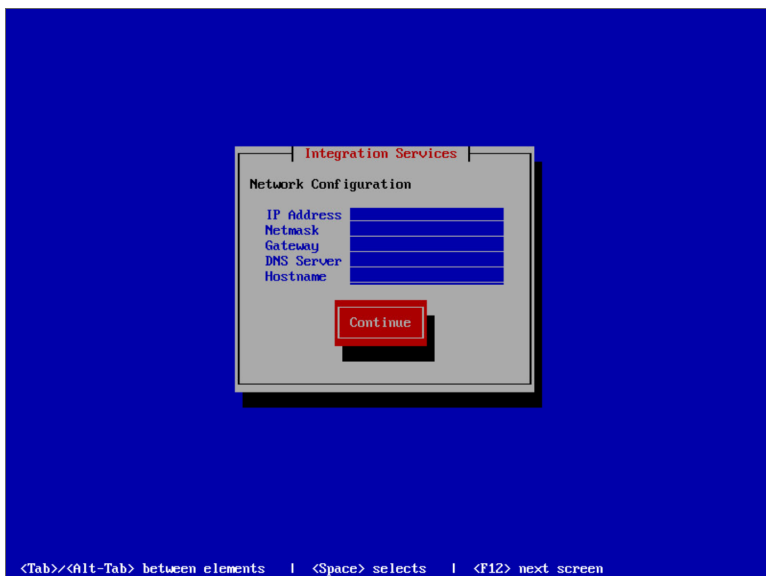 Integration Services
Network Configuration
IP Address
Netmask
Gateway
DNS Server
Hostname
Continue
<Tab>/<Alt-Tab> between elements | <Space> selects | <F12> next screen